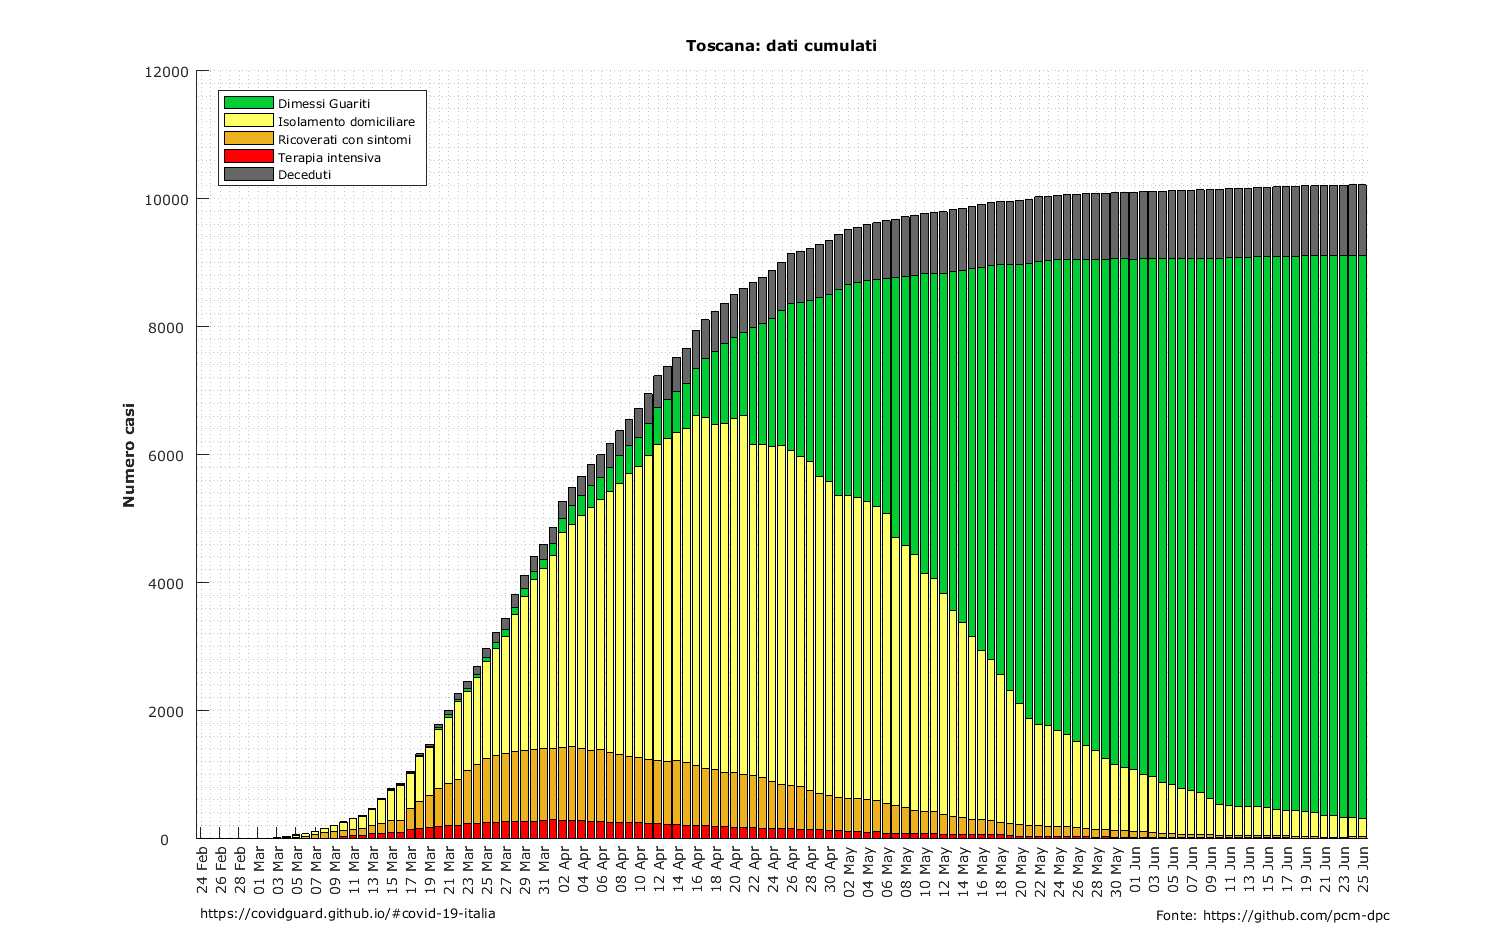 Toscana: dati cumulati
12000
10000
8000
6000
4000
2000
0
Numero casi
Dimessi Guariti
Isolamento domiciliare
Ricoverati con sintomi
Terapia intensiva
Deceduti
24 Feb
26 Feb
28 Feb
01 Mar
03 Mar
05 Mar
07 Mar
09 Mar
11 Mar
13 Mar
15 Mar
17 Mar
19 Mar
21 Mar
23 Mar
25 Mar
27 Mar
29 Mar
31 Mar
02 Apr
04 Apr
06 Apr
08 Apr
10 Apr
12 Apr
14 Apr
16 Apr
18 Apr
20 Apr
22 Apr
24 Apr
26 Apr
28 Apr
30 Apr
02 May
04 May
06 May
08 May
10 May
12 May
14 May
16 May
18 May
20 May
22 May
24 May
26 May
28 May
30 May
01 Jun
03 Jun
05 Jun
07 Jun
09 Jun
11 Jun
13 Jun
15 Jun
17 Jun
19 Jun
21 Jun
23 Jun
25 Jun
https://covidguard.github.io/#covid-19-italia
Fonte: https://github.com/pcm-dpc